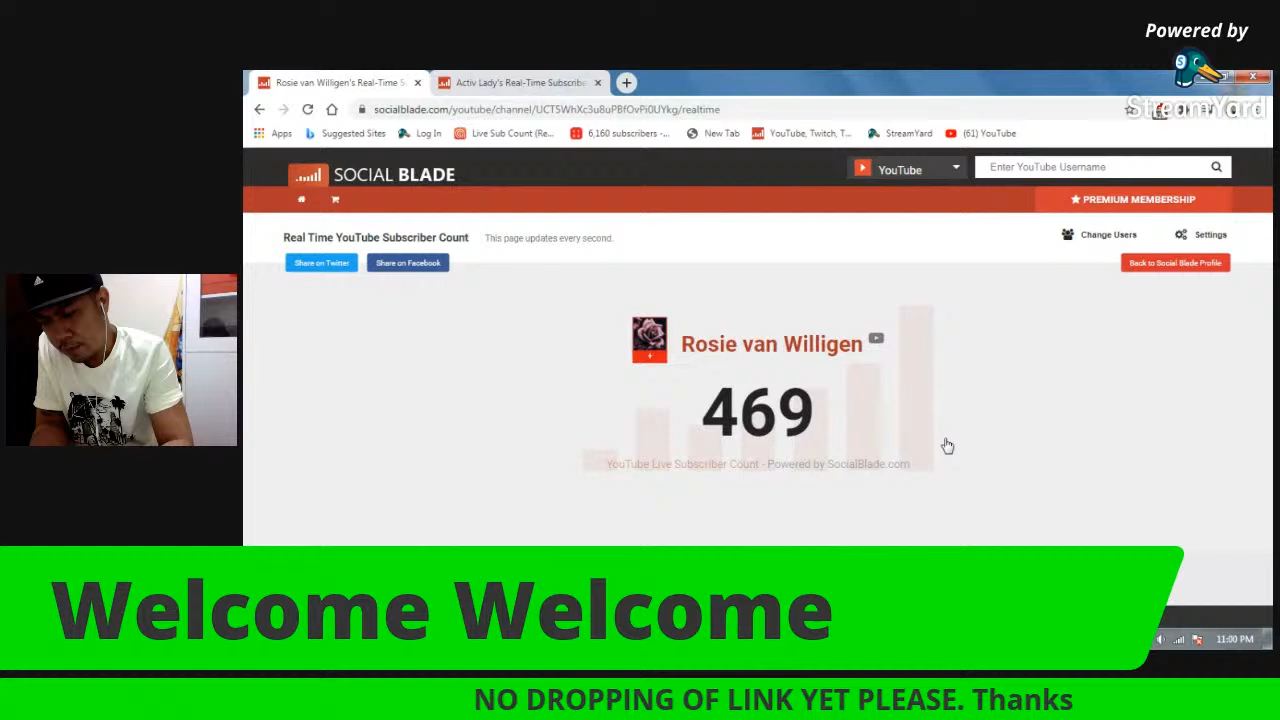 Powered by
StreamYard
Rosie van Willigen's Real-Time S
Activ Lady's Real-Time Subscribe
socialblade.com/youtube/channel/UCT5WhXc3u8uPBfOvPi0UYkg/realtime
Apps
Suggested Sites
Log In
Live Sub Count (Re...
6,160 subscribers -...
New Tab
YouTube, Twitch, T...
StreamYard
(61) YouTube
SOCIAL BLADE
YouTube
Enter YouTube Username
PREMIUM MEMBERSHIP
Real Time YouTube Subscriber Count
This page updates every second.
Change Users
Settings
Share on Twitter
Share on Facebook
Back to Social Blade Profile
Rosie van Willigen
469
YouTube Live Subscriber Count - Powered by SocialBlade.com
Welcome Welcome
11:00 PM
NO DROPPING OF LINK YET PLEASE. Thanks